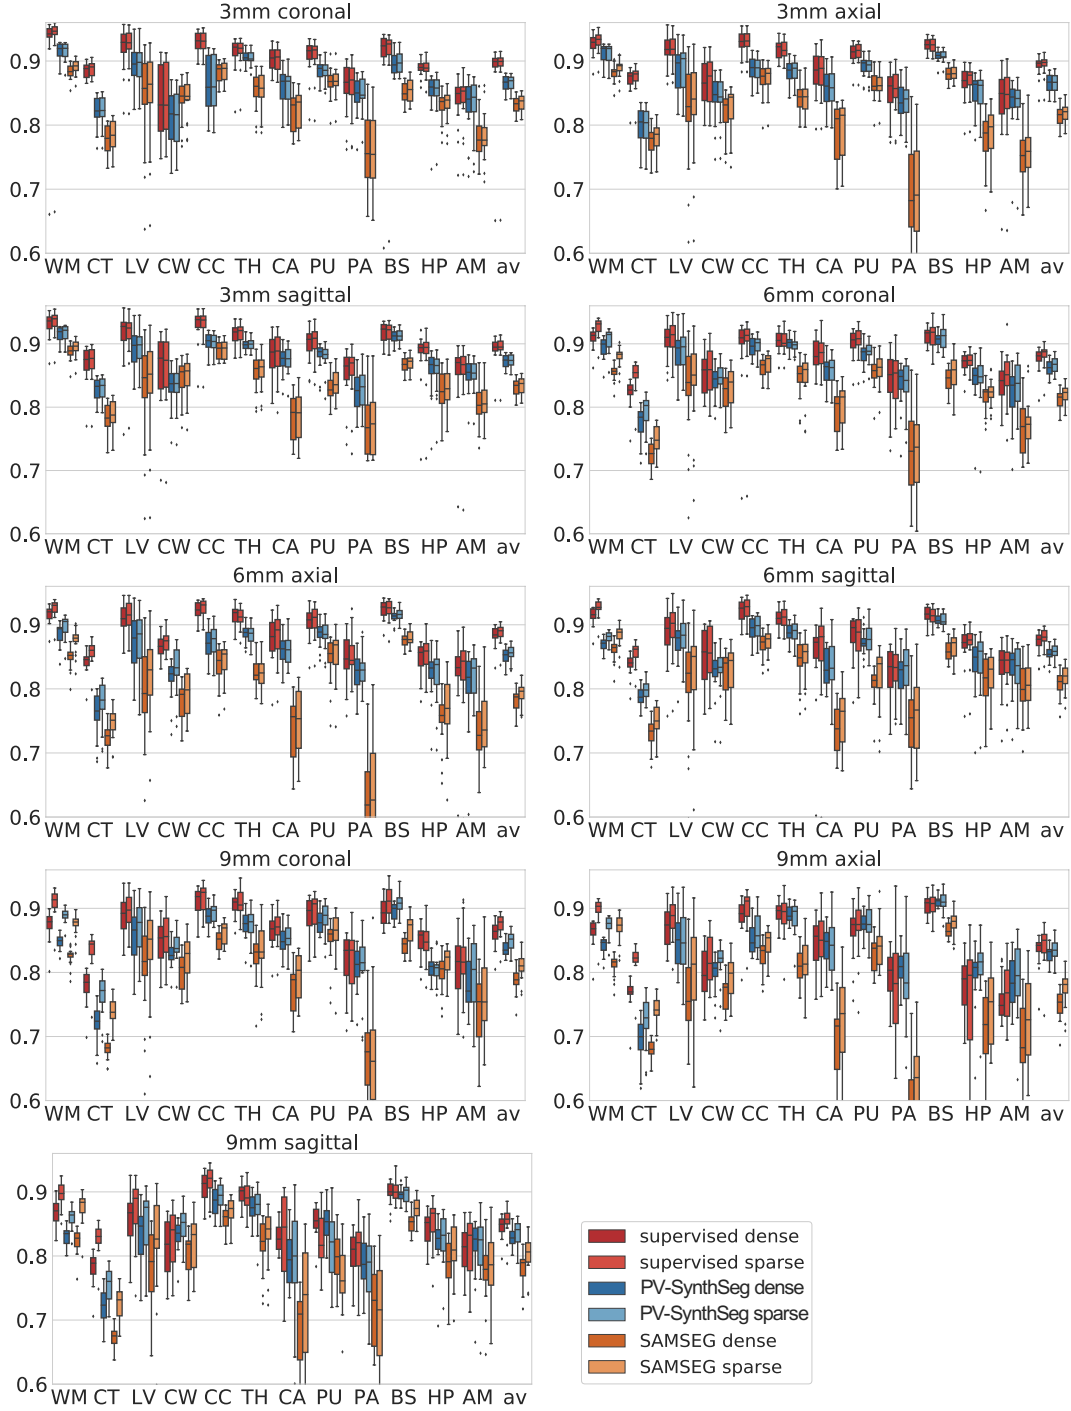 3mm coronal
0.9
0.8
0.7
0.6
WM CT LV CW CC TH CA PU PA BS HP AM av
3mm axial
0.9
0.8
0.7
0.6
WM CT LV CW CC TH CA PU PA BS HP AM av
3mm sagittal
0.9
0.8
0.7
0.6
WM CT LV CW CC TH CA PU PA BS HP AM av
6mm coronal
0.9
0.8
0.7
0.6
WM CT LV CW CC TH CA PU PA BS HP AM av
6mm axial
0.9
0.8
0.7
0.6
WM CT LV CW CC TH CA PU PA BS HP AM av
6mm sagittal
0.9
0.8
0.7
0.6
WM CT LV CW CC TH CA PU PA BS HP AM av
9mm coronal
0.9
0.8
0.7
0.6
WM CT LV CW CC TH CA PU PA BS HP AM av
9mm axial
0.9
0.8
0.7
0.6
WM CT LV CW CC TH CA PU PA BS HP AM av
9mm sagittal
0.9
0.8
0.7
0.6
WM CT LV CW CC TH CA PU PA BS HP AM av
supervised dense
supervised sparse
PV-SynthSeg dense
PV-SynthSeg sparse
SAMSEG dense
SAMSEG sparse